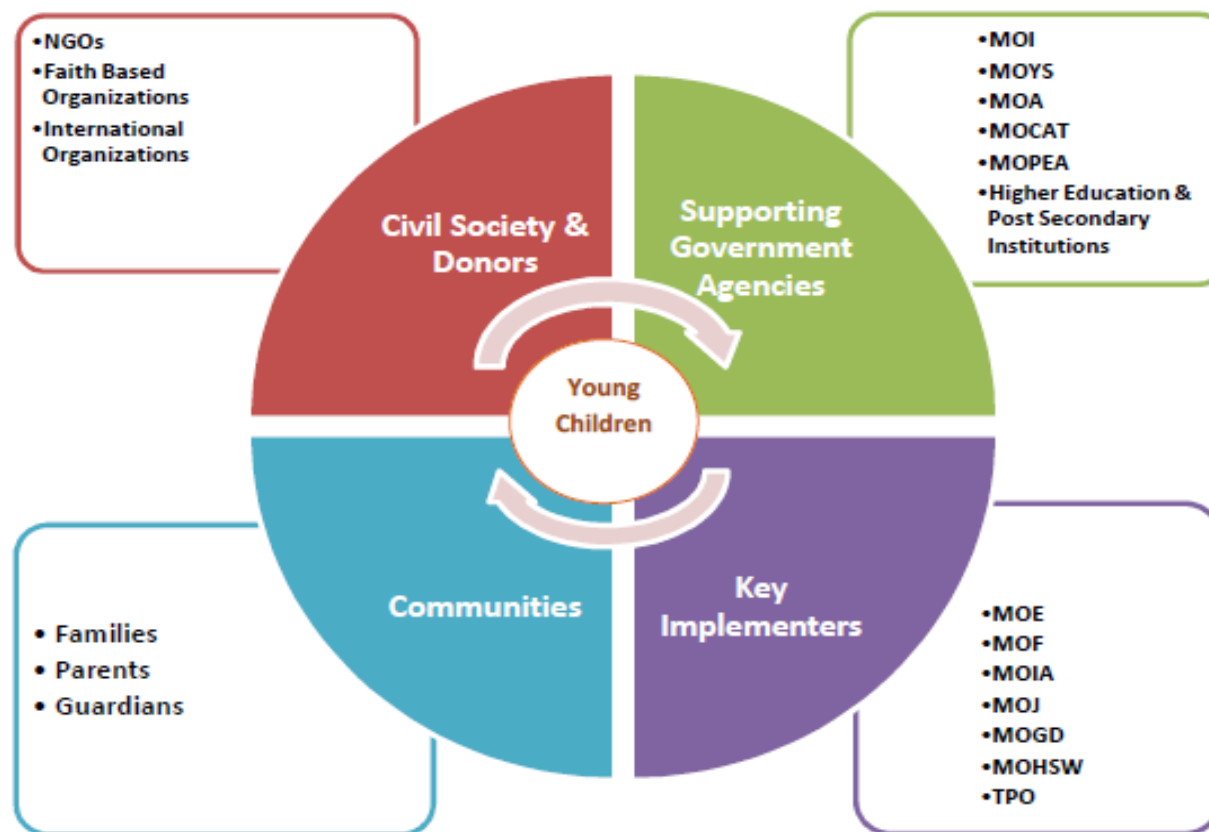 •NGOs
•Faith Based
Organizations
•International
Organizations
•MOI
•MOYS
•MOA
•MOCAT
•MOPEA
•Higher Education &
Post Secondary
Institutions
Civil Society &
Donors
Supporting
Government
Agencies
Young
Children
Communities
Key
Implementers
• Families
• Parents
• Guardians
•MOE
•MOF
•MOIA
•MOJ
•MOGD
•MOHSW
•TPO